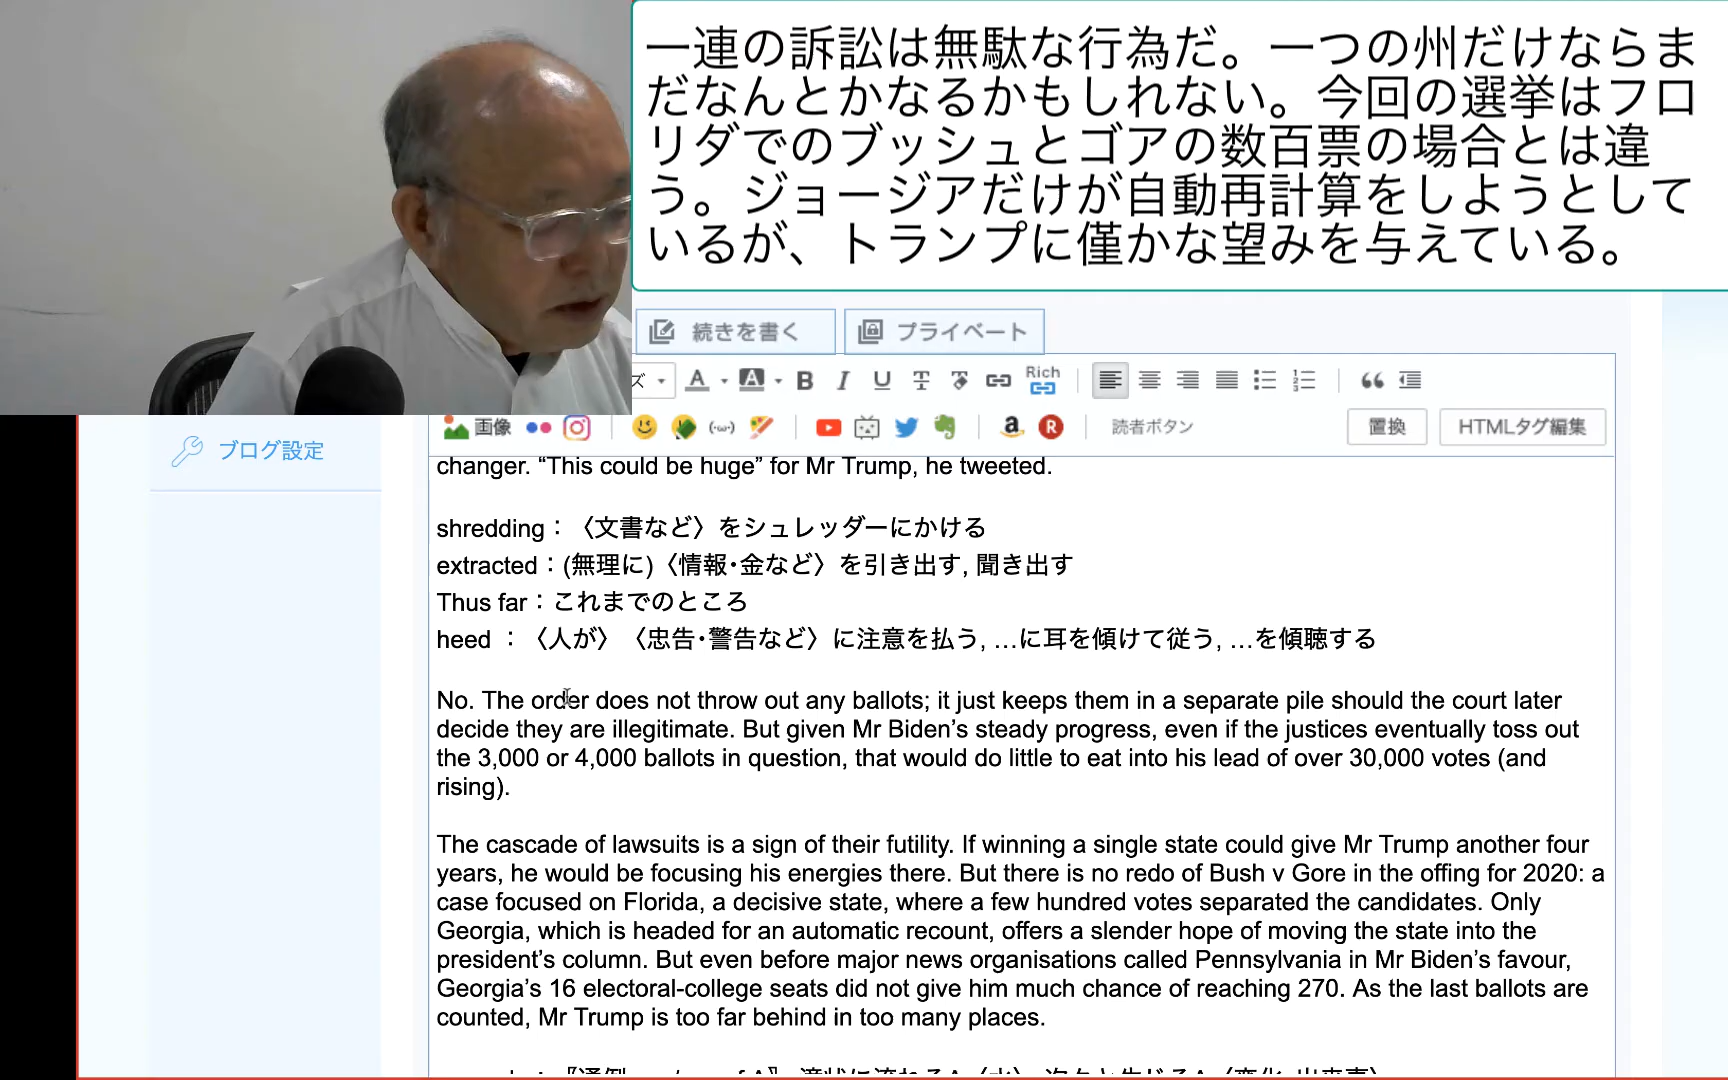 一連の訴訟は無駄な行為だ。一つの州だけならま
だなんとかなるかもしれない。今回の選挙はフロ
リダでのブッシュとゴアの数百票の場合とは違
う。ジョージアだけが自動再計算をしようとして
いるが、トランプに僅かな望みを与えている。
続きを書く プライベート
ズ A A B I U T Rich
画像 読者ボタン 置換 HTMLタグ編集
ブログ設定
changer. “This could be huge” for Mr Trump, he tweeted.
shredding：〈文書など〉をシュレッダーにかける
extracted：(無理に)〈情報･金など〉を引き出す, 聞き出す
Thus far：これまでのところ
heed ：〈人が〉〈忠告･警告など〉に注意を払う, …に耳を傾けて従う, …を傾聴する
No. The order does not throw out any ballots; it just keeps them in a separate pile should the court later
decide they are illegitimate. But given Mr Biden’s steady progress, even if the justices eventually toss out
the 3,000 or 4,000 ballots in question, that would do little to eat into his lead of over 30,000 votes (and
rising).
The cascade of lawsuits is a sign of their futility. If winning a single state could give Mr Trump another four
years, he would be focusing his energies there. But there is no redo of Bush v Gore in the offing for 2020: a
case focused on Florida, a decisive state, where a few hundred votes separated the candidates. Only
Georgia, which is headed for an automatic recount, offers a slender hope of moving the state into the
president’s column. But even before major news organisations called Pennsylvania in Mr Biden’s favour,
Georgia’s 16 electoral-college seats did not give him much chance of reaching 270. As the last ballots are
counted, Mr Trump is too far behind in too many places.